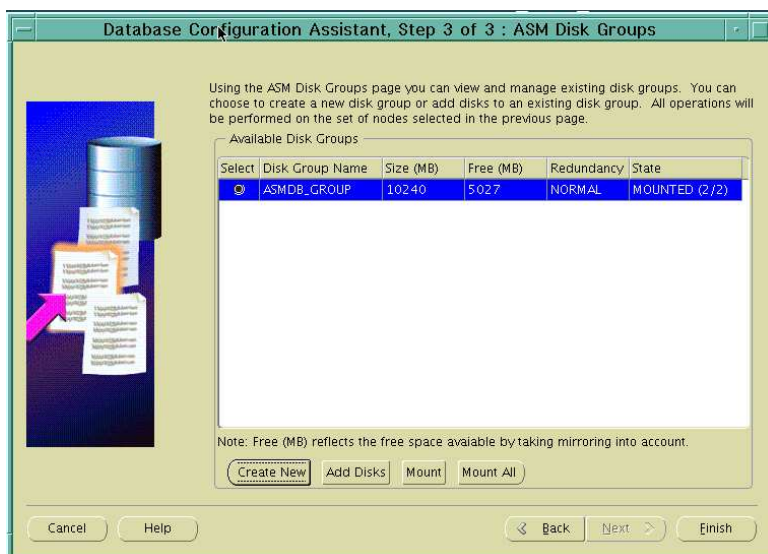 Database Configuration Assistant, Step 3 of 3 : ASM Disk Groups
Using the ASM Disk Groups page you can view and manage existing disk groups. You can
choose to create a new disk group or add disks to an existing disk group. All operations will
be performed on the set of nodes selected in the previous page.
Available Disk Groups
Select Disk Group Name Size (MB) Free (MB) Redundancy State
ASMDB_GROUP 10240 5027 NORMAL MOUNTED (2/2)
Note: Free (MB) reflects the free space avaiable by taking mirroring into account.
Create New Add Disks Mount Mount All
Cancel Help Back Next Finish